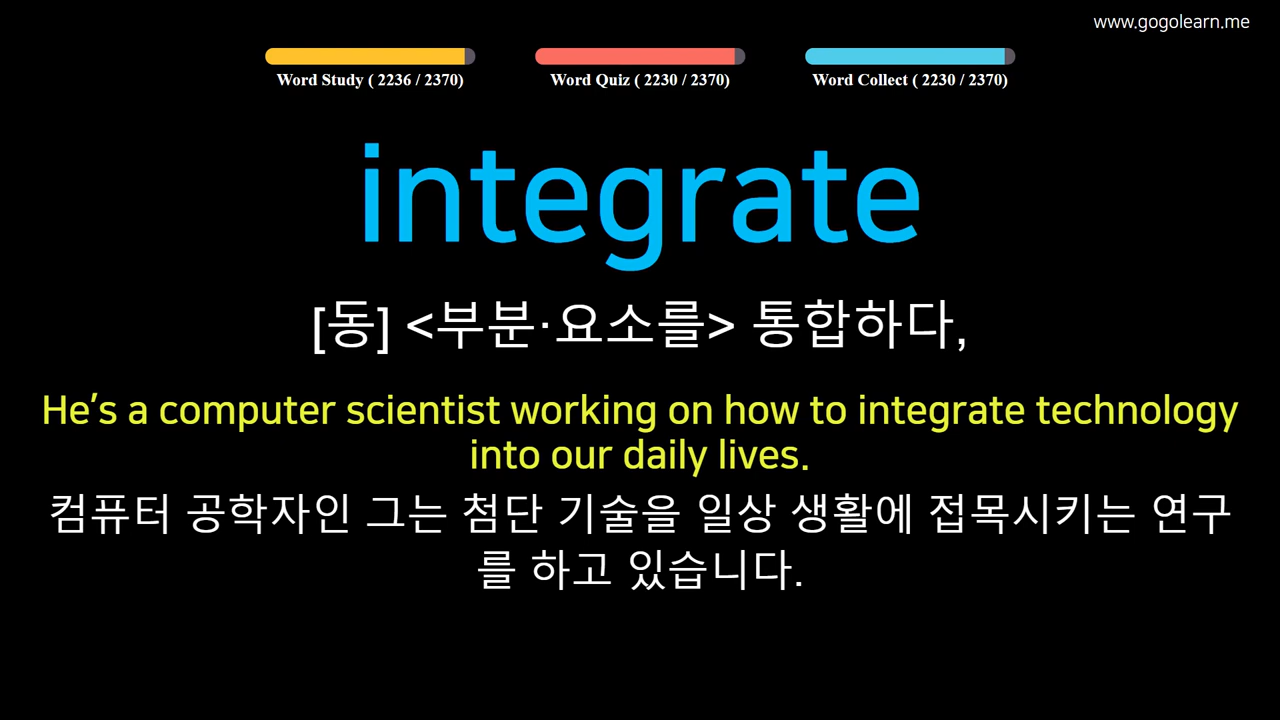 www.gogolearn.me
Word Study ( 2236 / 2370) Word Quiz ( 2230 / 2370) Word Collect ( 2230 / 2370)
integrate
[동] <부분·요소를> 통합하다,
He's a computer scientist working on how to integrate technology
into our daily lives.
컴퓨터 공학자인 그는 첨단 기술을 일상 생활에 접목시키는 연구
를 하고 있습니다.